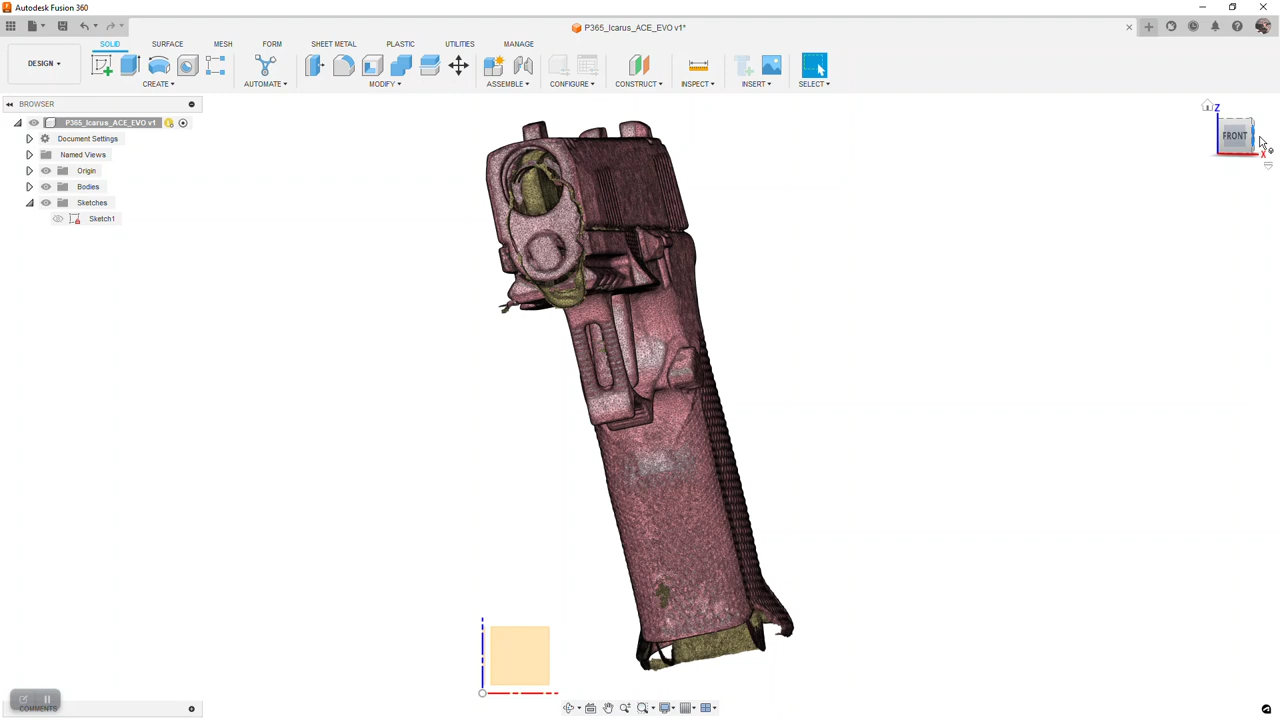 Autodesk Fusion 360
P365_Icarus_ACE_EVO v1*
DESIGN
SOLID SURFACE MESH FORM SHEET METAL PLASTIC UTILITIES MANAGE
CREATE AUTOMATE MODIFY ASSEMBLE CONFIGURE CONSTRUCT INSPECT INSERT SELECT
BROWSER
P365_Icarus_ACE_EVO v1
Document Settings
Named Views
Origin
Bodies
Sketches
Sketch1
Z
FRONT
X
COMMENTS